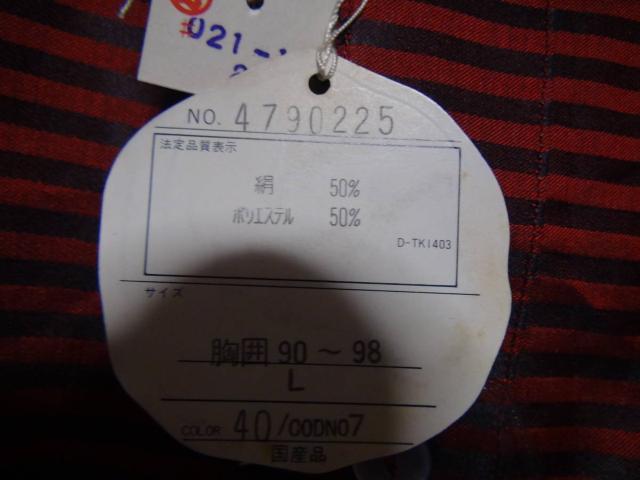 021-
NO. 4790225
法定品質表示
絹 50%
ポリエステル 50%
D-TK1403
サイズ
胸囲 90～98
L
COLOR 40/CODNO7
国産品